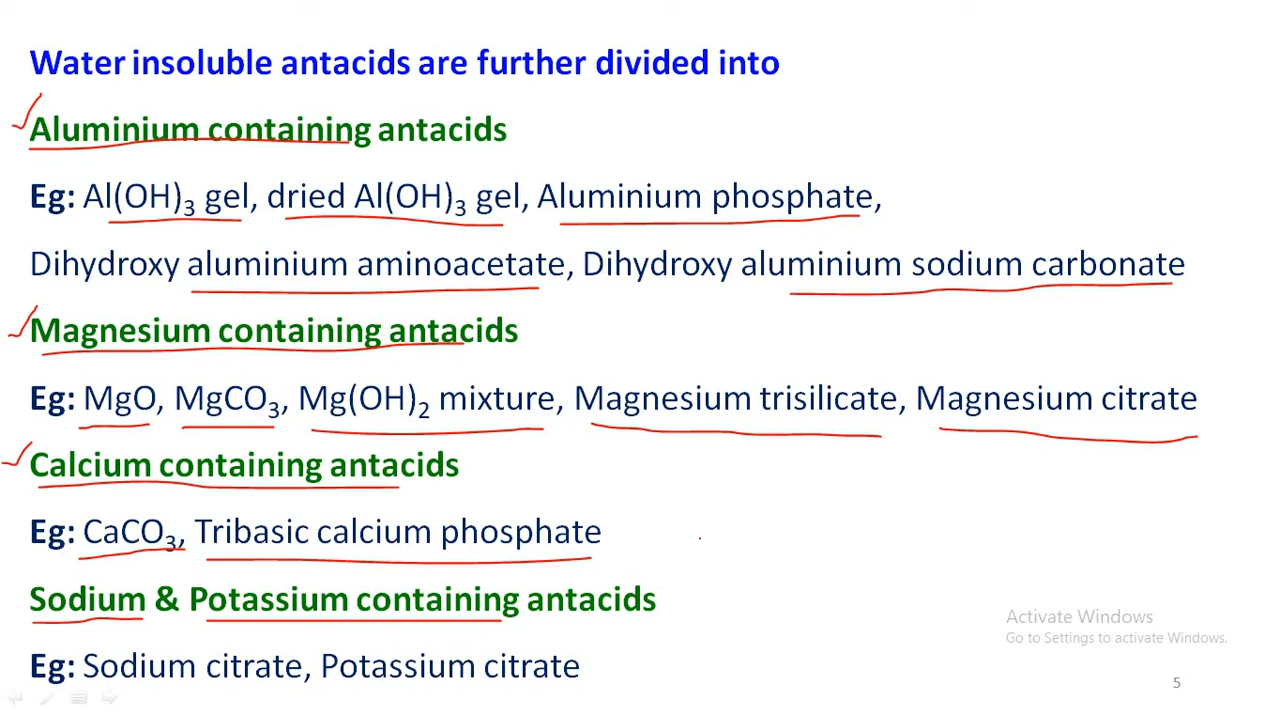 Water insoluble antacids are further divided into
Aluminium containing antacids
Eg: Al(OH)₃ gel, dried Al(OH)₃ gel, Aluminium phosphate,
Dihydroxy aluminium aminoacetate, Dihydroxy aluminium sodium carbonate
Magnesium containing antacids
Eg: MgO, MgCO₃, Mg(OH)₂ mixture, Magnesium trisilicate, Magnesium citrate
Calcium containing antacids
Eg: CaCO₃, Tribasic calcium phosphate
Sodium & Potassium containing antacids
Eg: Sodium citrate, Potassium citrate
Activate Windows
Go to Settings to activate Windows.
5